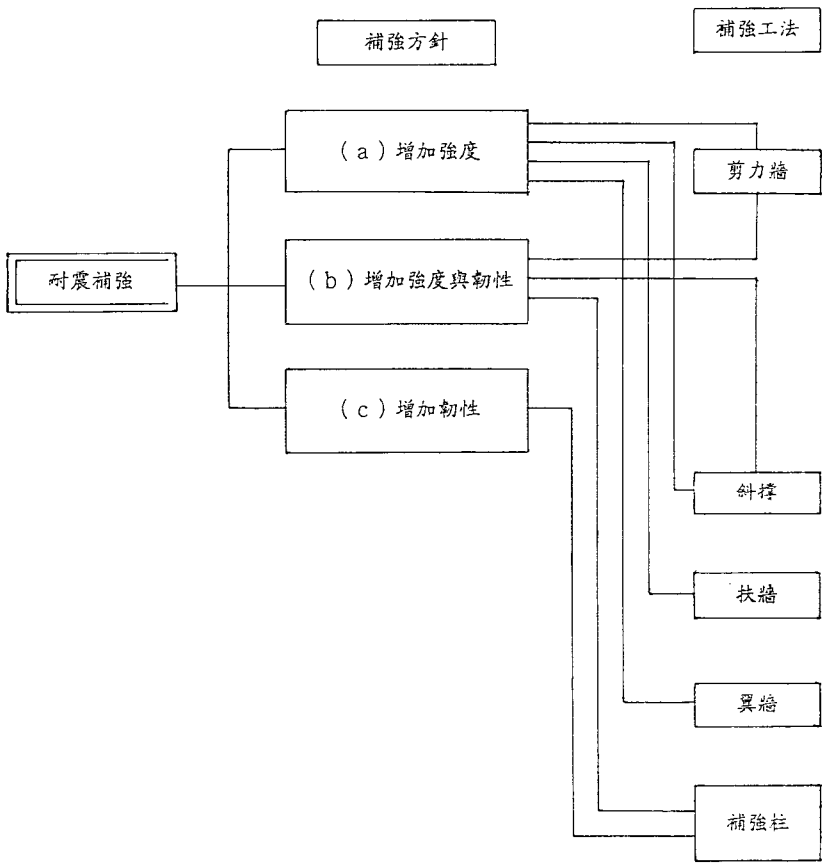 補強方針
補強工法
(a)增加強度
剪力牆
耐震補強
(b)增加強度與韌性
(c)增加韌性
斜撐
扶牆
翼牆
補強柱